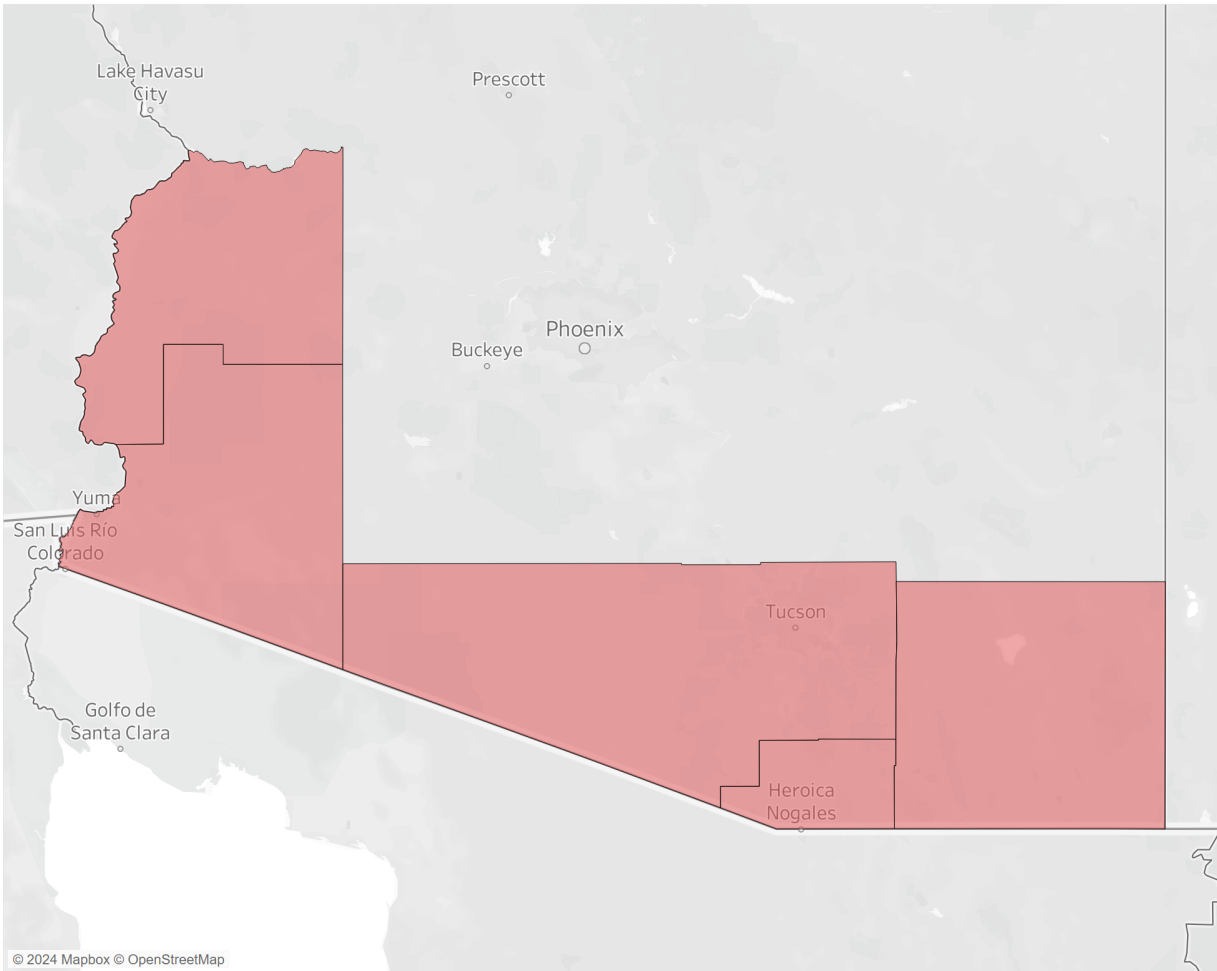 Lake Havasu
City
Prescott
Phoenix
Buckeye
Yuma
San Luis Río
Colorado
Tucson
Golfo de
Santa Clara
Heroica
Nogales
© 2024 Mapbox © OpenStreetMap